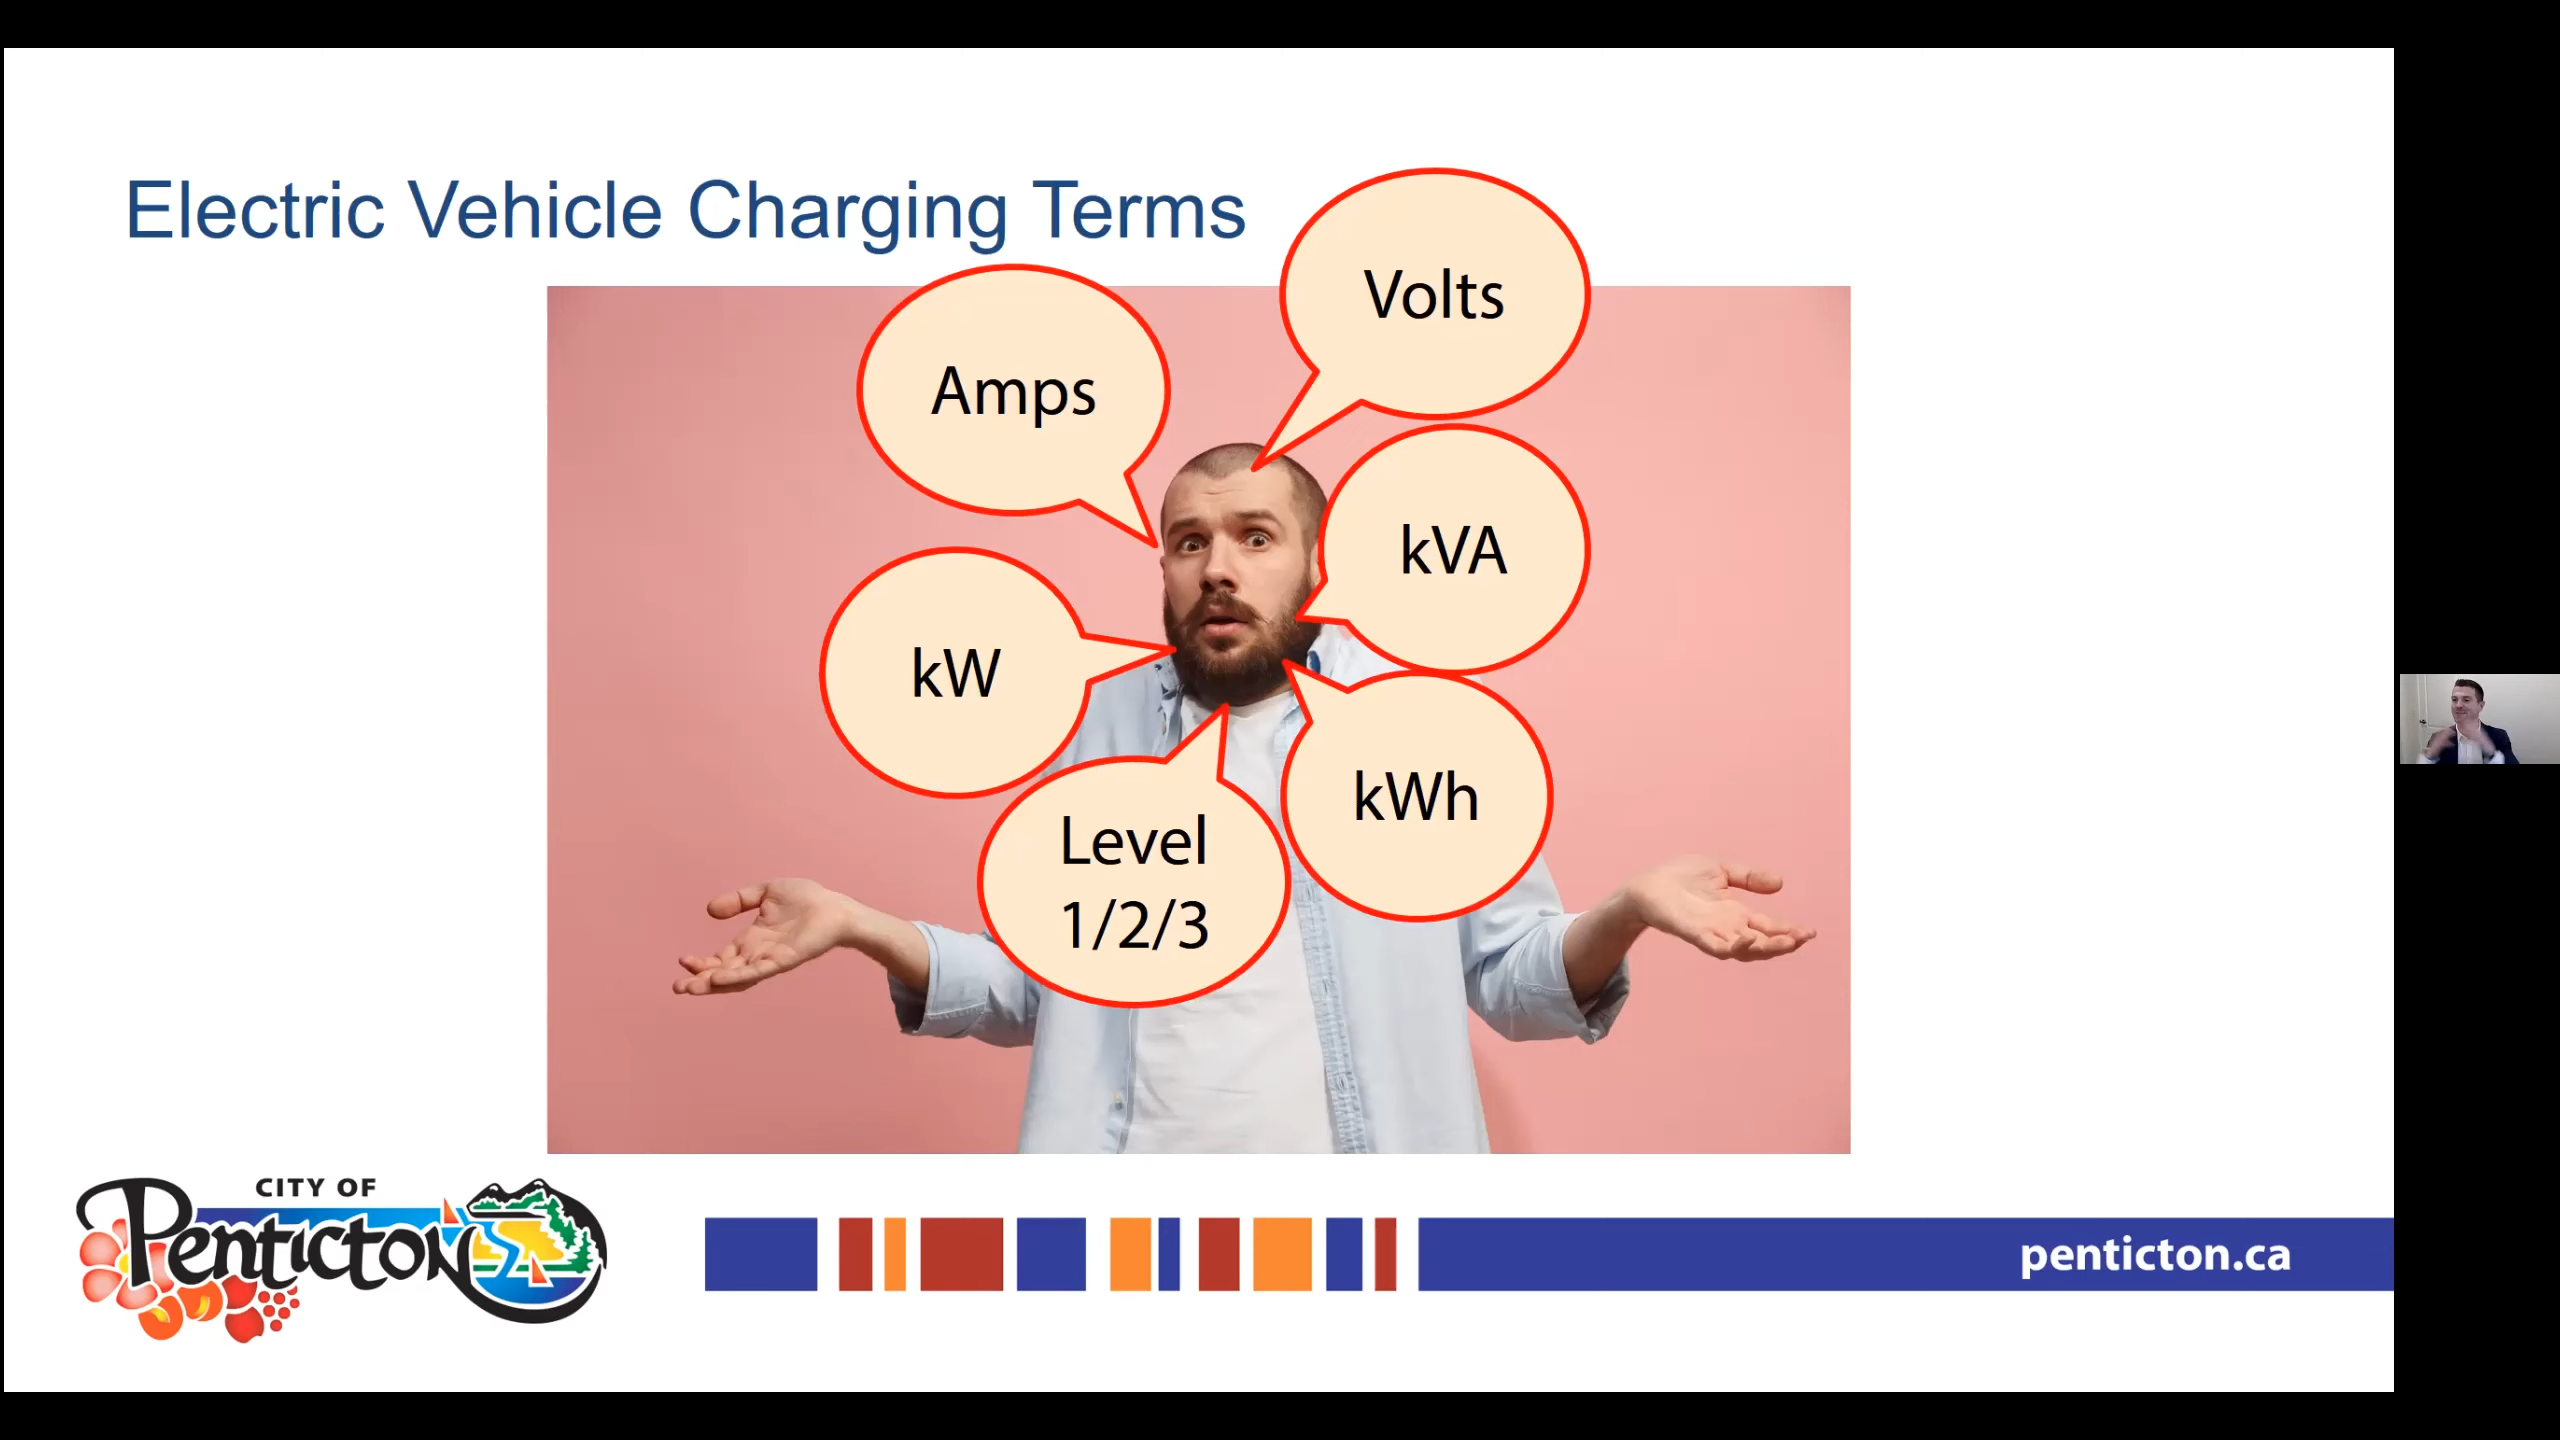 Electric Vehicle Charging Terms
Volts
Amps
kVA
kW
kWh
Level
1/2/3
CITY OF
Penticton
penticton.ca